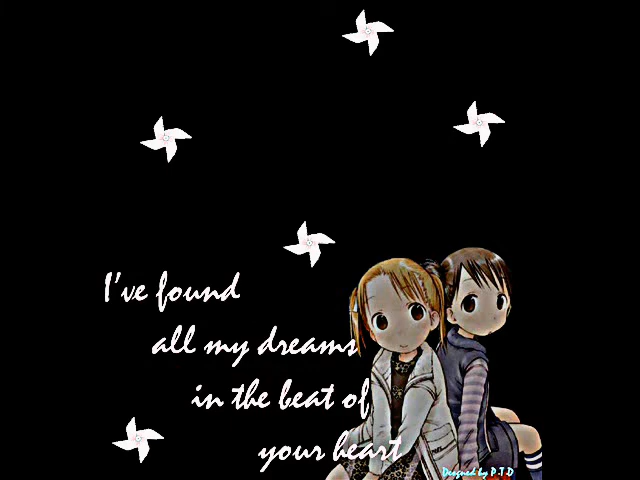 I've found
all my dreams
in the beat of
your heart
Designed by P.T.D